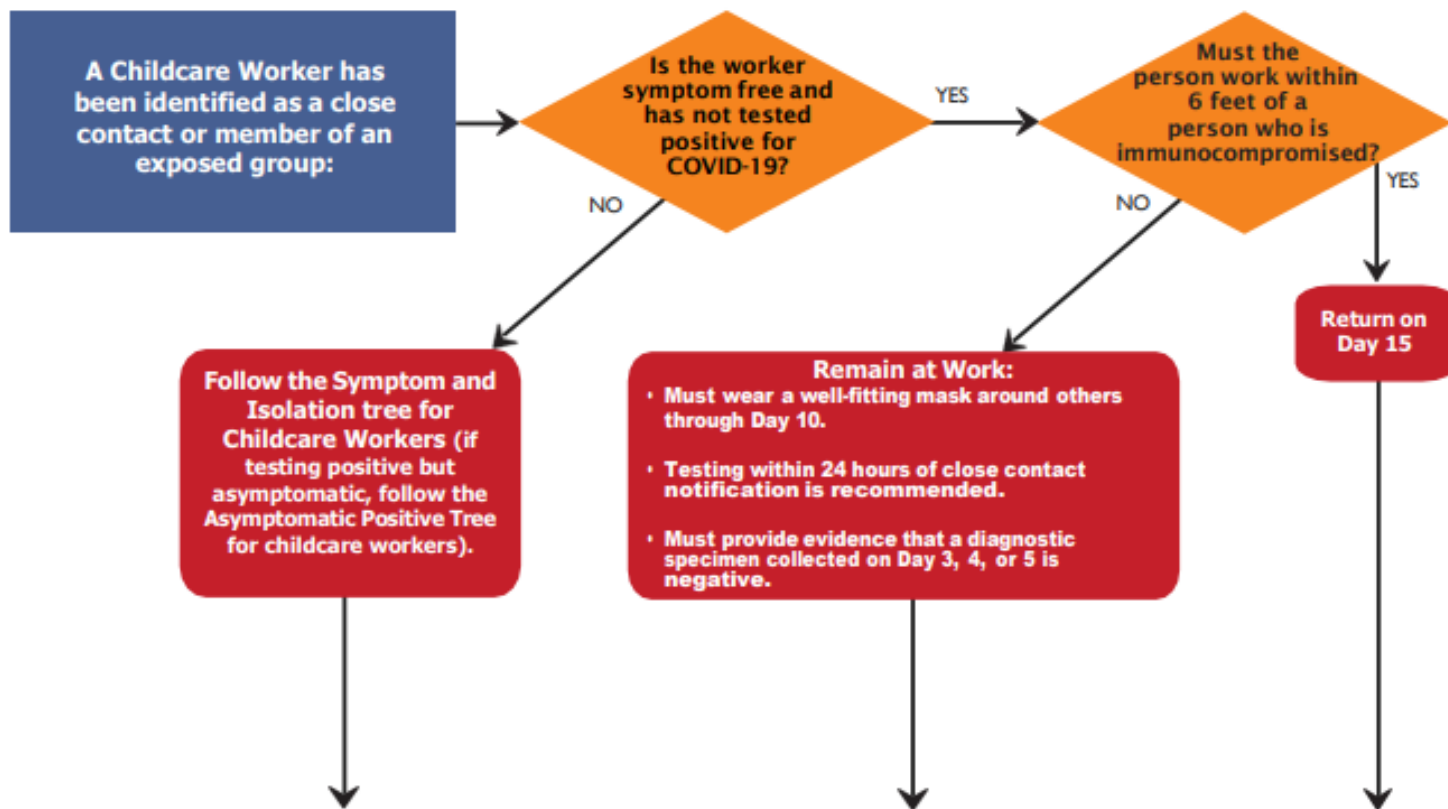 A Childcare Worker has
been identified as a close
contact or member of an
exposed group:
Is the worker
symptom free and
has not tested
positive for
COVID-19?
YES
NO
Must the
person work within
6 feet of a
person who is
immunocompromised?
YES
NO
Return on
Day 15
Follow the Symptom and
Isolation tree for
Childcare Workers (if
testing positive but
asymptomatic, follow the
Asymptomatic Positive Tree
for childcare workers).
Remain at Work:
• Must wear a well-fitting mask around others
through Day 10.
• Testing within 24 hours of close contact
notification is recommended.
• Must provide evidence that a diagnostic
specimen collected on Day 3, 4, or 5 is
negative.